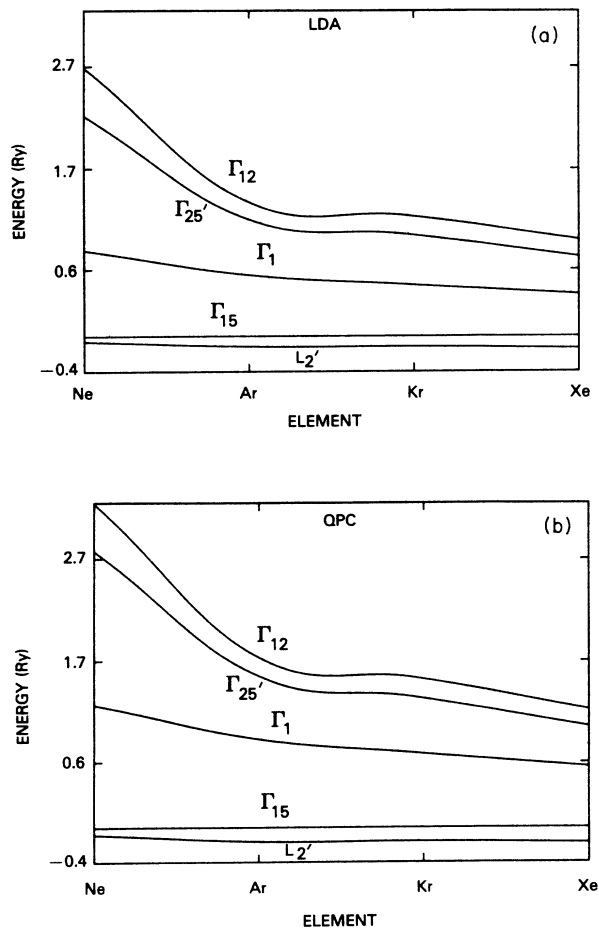 LDA
(a)
2.7
1.7
0.6
−0.4
ENERGY (Ry)
Γ12
Γ25′
Γ1
Γ15
L2′
Ne Ar Kr Xe
ELEMENT
QPC
(b)
2.7
1.7
0.6
−0.4
ENERGY (Ry)
Γ12
Γ25′
Γ1
Γ15
L2′
Ne Ar Kr Xe
ELEMENT